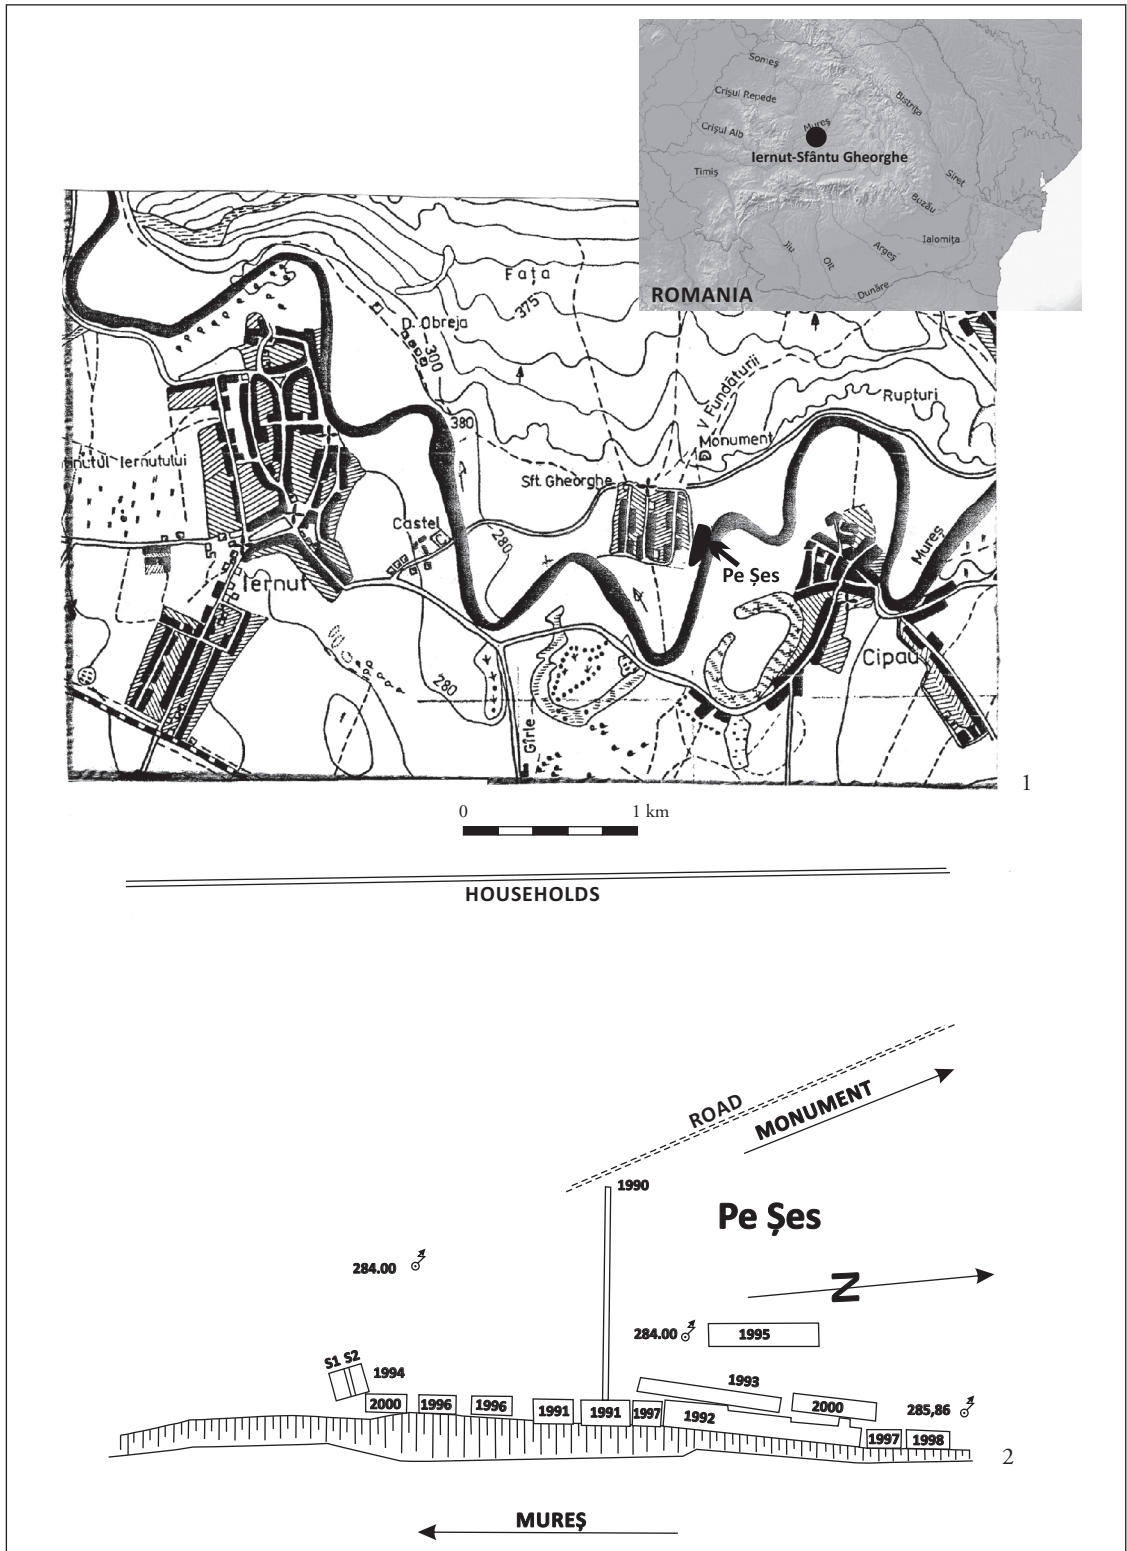 Someș
Crișul Repede
Bistrița
Crișul Alb
Mureș
Iernut-Sfântu Gheorghe
Timiș
Siret
Buzău
Ialomița
Jiu
Olt
Argeș
Dunăre
ROMANIA
Fața
375
D. Obreja
300
V Fundăturii
Rupturi
380
Monument
Sft. Gheorghe
Iernutului
Castel
280
Mureș
Pe Șes
Iernut
Cipău
280
Gîrle
1
0 1 km
HOUSEHOLDS
ROAD
MONUMENT
1990
Pe Șes
284.00
N
284.00
1995
S1 S2
1994
1993
2000
1996
1996
1991
1991
1997
1992
2000
285,86
1997
1998
2
MUREȘ